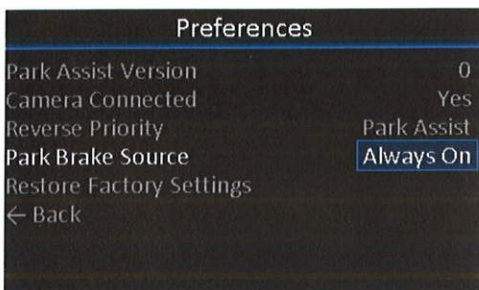 Preferences
Park Assist Version 0
Camera Connected Yes
Reverse Priority Park Assist
Park Brake Source Always On
Restore Factory Settings
← Back